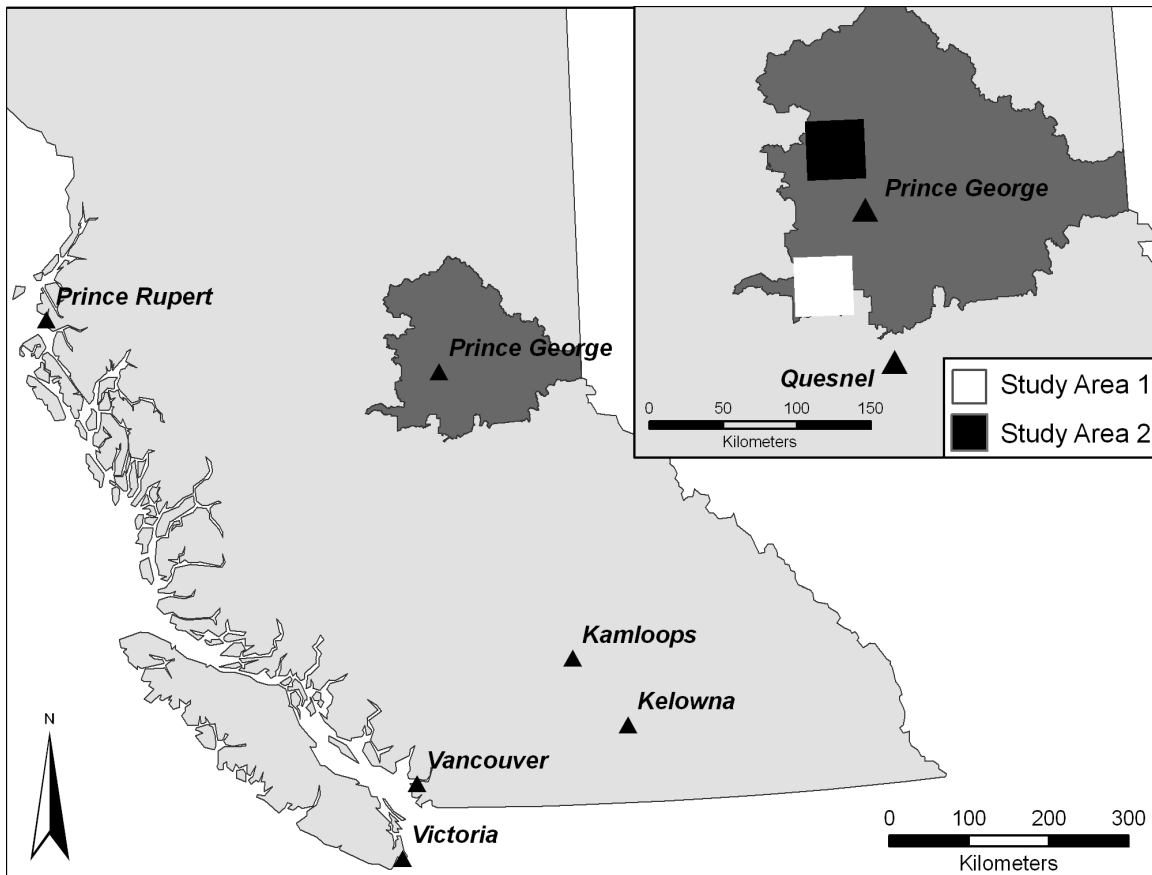 Prince George
Quesnel
0 50 100 150
Kilometers
Study Area 1
Study Area 2
Prince Rupert
Prince George
Kamloops
Kelowna
Vancouver
Victoria
N
0 100 200 300
Kilometers